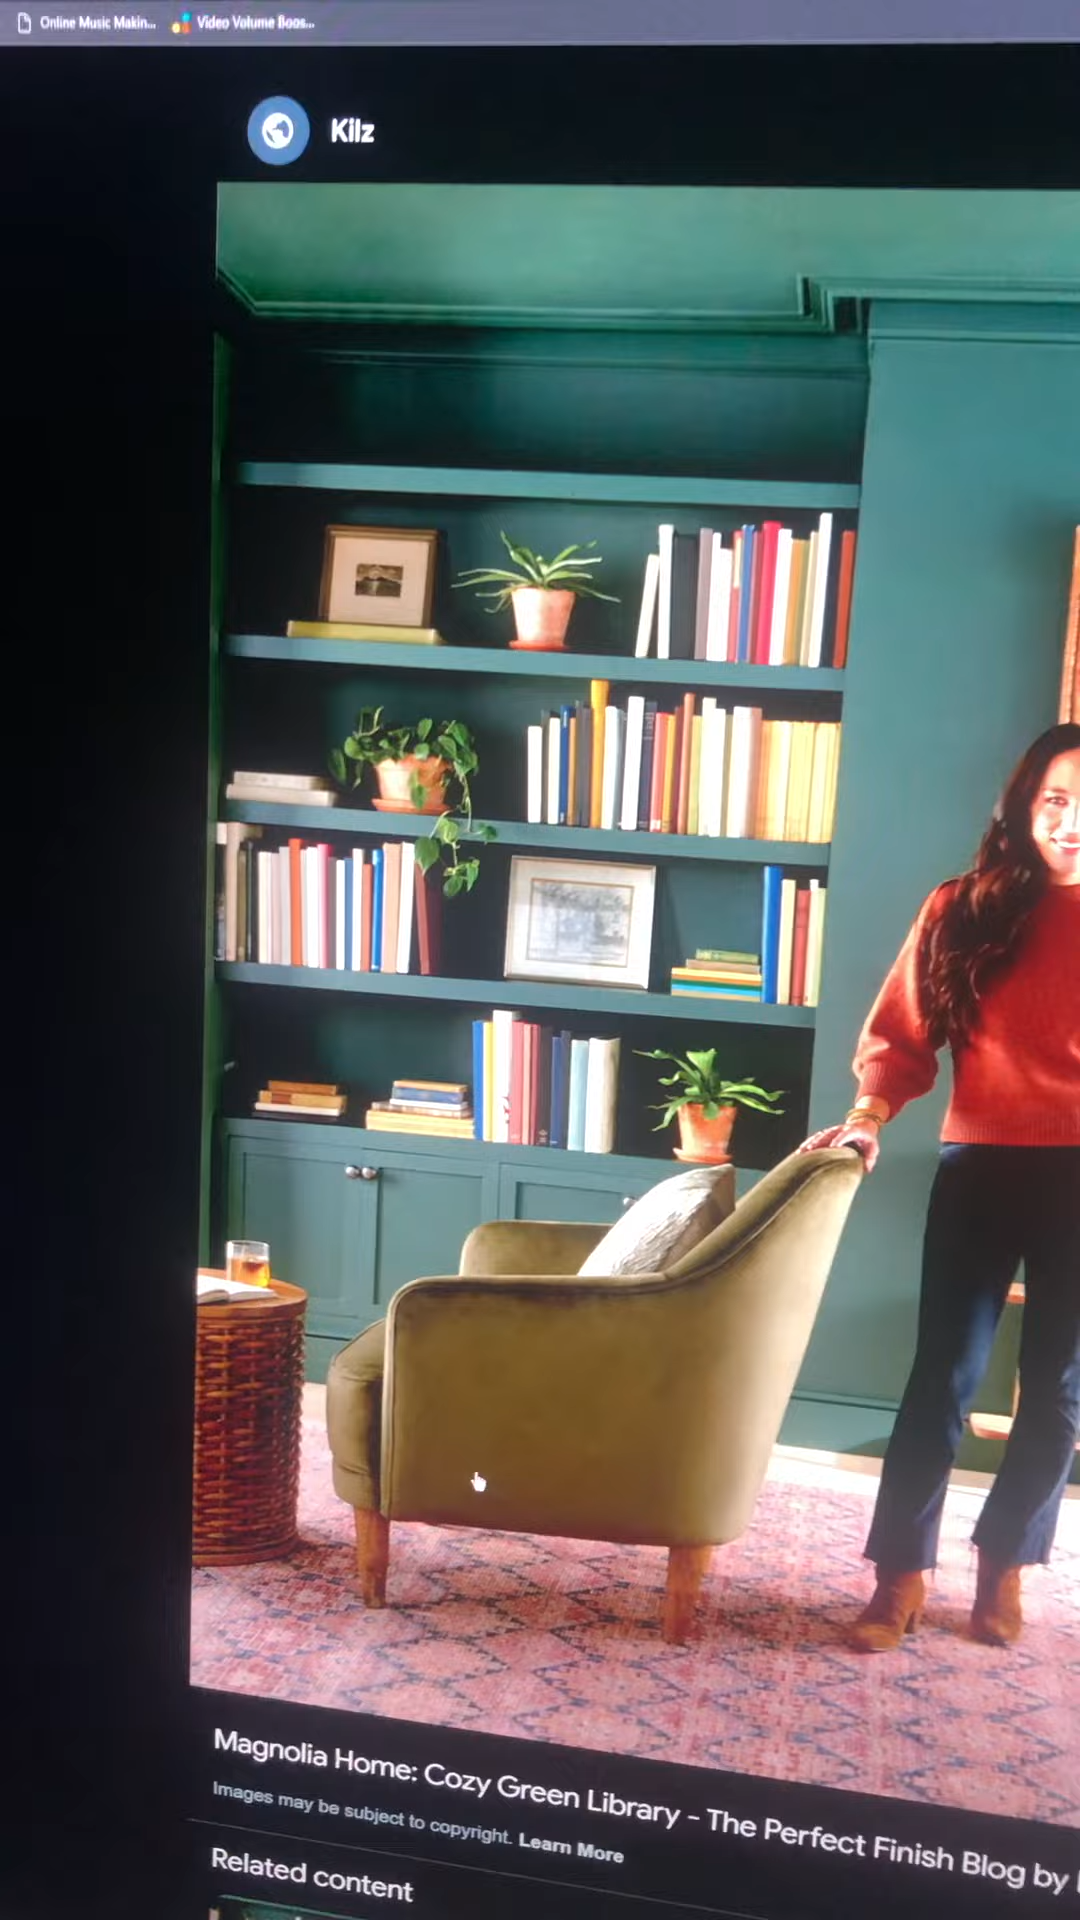 Online Music Makin...
Video Volume Boos...
Kilz
Magnolia Home: Cozy Green Library - The Perfect Finish Blog by
Images may be subject to copyright. Learn More
Related content